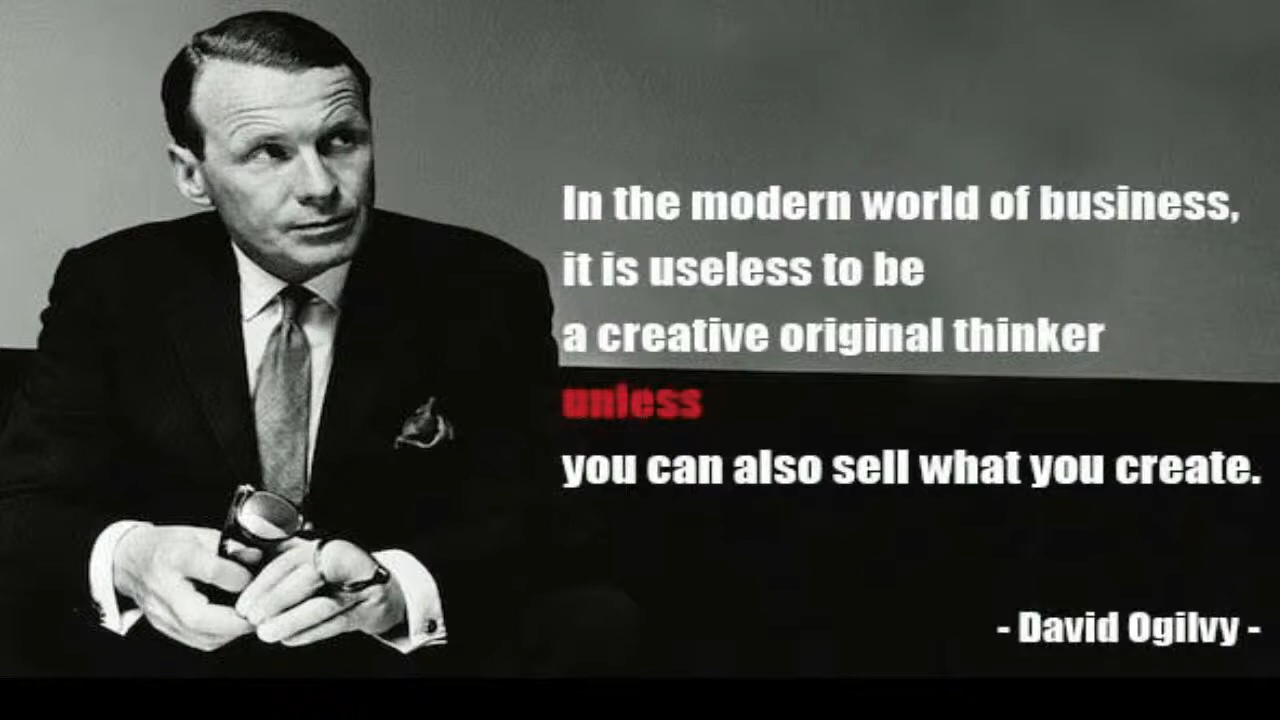 In the modern world of business,
it is useless to be
a creative original thinker
unless
you can also sell what you create.
- David Ogilvy -